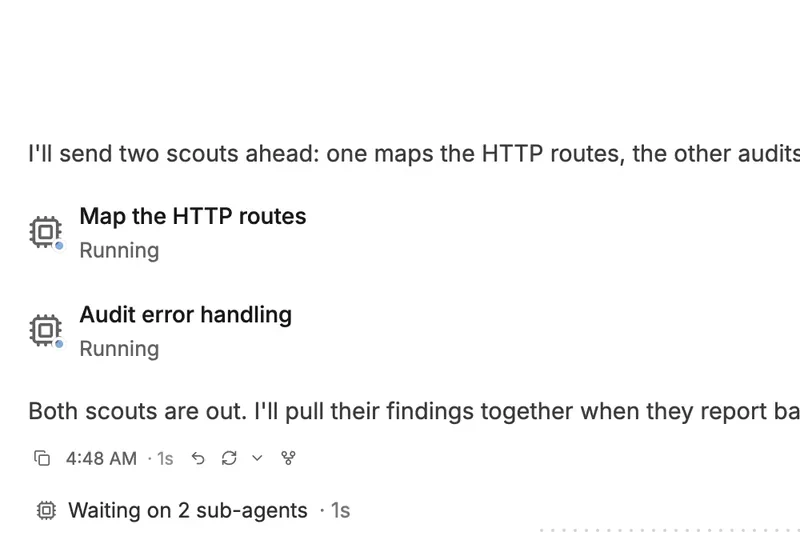 I'll send two scouts ahead: one maps the HTTP routes, the other audits
Map the HTTP routes
Running
Audit error handling
Running
Both scouts are out. I'll pull their findings together when they report ba
4:48 AM · 1s
Waiting on 2 sub-agents · 1s